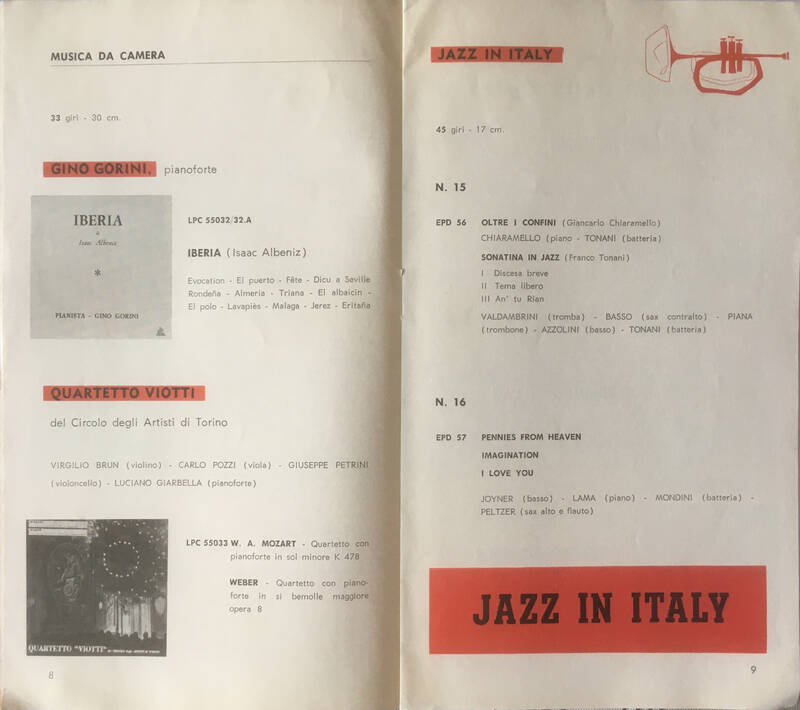 MUSICA DA CAMERA
33 giri - 30 cm.
GINO GORINI, pianoforte
IBERIA
di
Isaac Albeniz
*
PIANISTA - GINO GORINI
LPC 55032/32.A
IBERIA (Isaac Albeniz)
Evocation - El puerto - Fête - Dicu a Seville
Rondeña - Almeria - Triana - El albaicin -
El polo - Lavapiès - Malaga - Jerez - Eritaña
QUARTETTO VIOTTI
del Circolo degli Artisti di Torino
VIRGILIO BRUN (violino) - CARLO POZZI (viola) - GIUSEPPE PETRINI
(violoncello) - LUCIANO GIARBELLA (pianoforte)
QUARTETTO "VIOTTI"
LPC 55033 W. A. MOZART - Quartetto con
pianoforte in sol minore K 478
WEBER - Quartetto con piano-
forte in si bemolle maggiore
opera 8
8
JAZZ IN ITALY
45 giri - 17 cm.
N. 15
EPD 56 OLTRE I CONFINI (Giancarlo Chiaramello)
CHIARAMELLO (piano - TONANI (batteria)
SONATINA IN JAZZ (Franco Tonani)
I Discesa breve
II Tema libero
III An' tu Rian
VALDAMBRINI (tromba) - BASSO (sax contralto) - PIANA
(trombone) - AZZOLINI (basso) - TONANI (batteria)
N. 16
EPD 57 PENNIES FROM HEAVEN
IMAGINATION
I LOVE YOU
JOYNER (basso) - LAMA (piano) - MONDINI (batteria) -
PELTZER (sax alto e flauto)
JAZZ IN ITALY
9